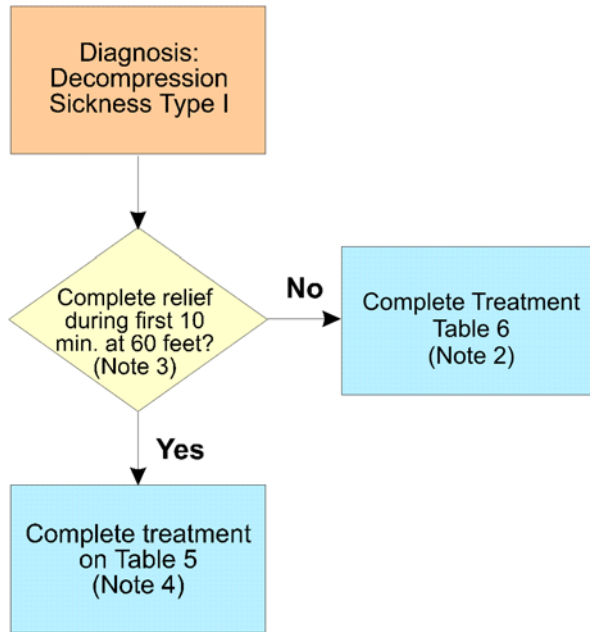 Diagnosis:
Decompression
Sickness Type I
Complete relief
during first 10
min. at 60 feet?
(Note 3)
No
Complete Treatment
Table 6
(Note 2)
Yes
Complete treatment
on Table 5
(Note 4)